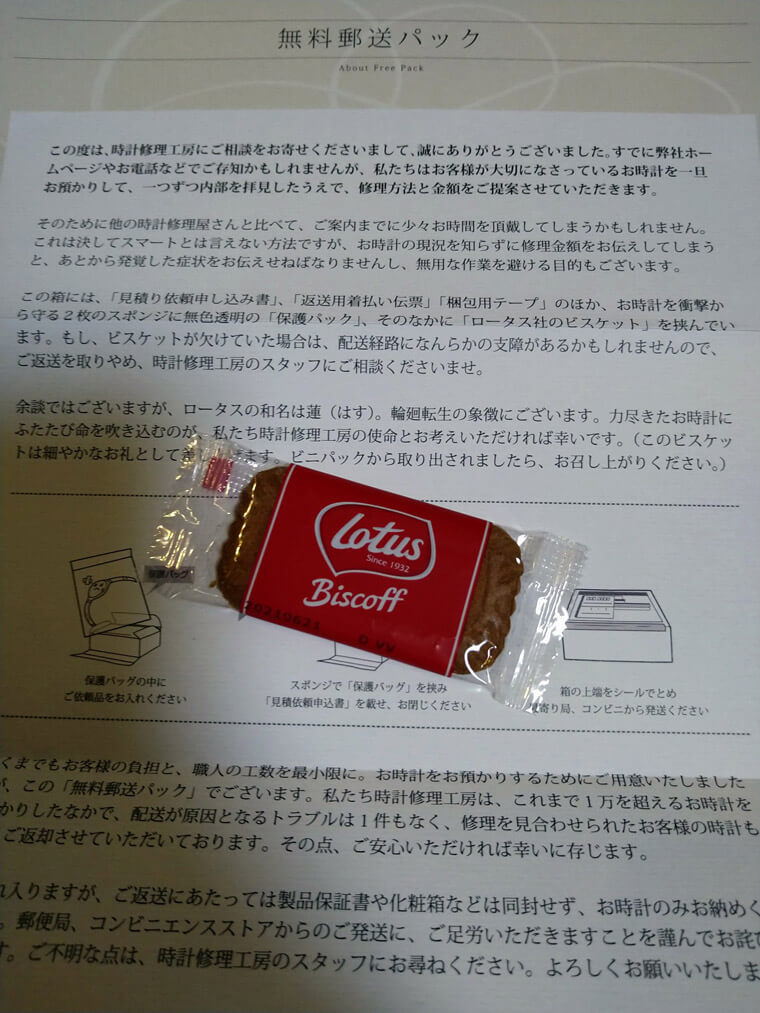 無料郵送パック
About Free Pack
この度は、時計修理工房にご相談をお寄せくださいまして、誠にありがとうございました。すでに弊社ホー
ムページやお電話などでご存知かもしれませんが、私たちはお客様が大切になさっているお時計を一旦
お預かりして、一つずつ内部を拝見したうえで、修理方法と金額をご提案させていただきます。
そのために他の時計修理屋さんと比べて、ご案内までに少々お時間を頂戴してしまうかもしれません。
これは決してスマートとは言えない方法ですが、お時計の現況を知らずに修理金額をお伝えしてしまう
と、あとから発覚した症状をお伝えせねばなりませんし、無用な作業を避ける目的もございます。
この箱には、「見積り依頼申し込み書」、「返送用着払い伝票」「梱包用テープ」のほか、お時計を衝撃か
ら守る2枚のスポンジに無色透明の「保護パック」、そのなかに「ロータス社のビスケット」を挟んでい
ます。もし、ビスケットが欠けていた場合は、配送経路になんらかの支障があるかもしれませんので、
ご返送を取りやめ、時計修理工房のスタッフにご相談くださいませ。
余談ではございますが、ロータスの和名は蓮（はす）。輪廻転生の象徴にございます。力尽きたお時計に
ふたたび命を吹き込むのが、私たち時計修理工房の使命とお考えいただければ幸いです。（このビスケッ
トは細やかなお礼として差し上げます。ビニパックから取り出されましたら、お召し上がりください。）
Lotus
Since 1932
Biscoff
20210621
保護バッグ
保護バッグの中に
ご依頼品をお入れください
スポンジで「保護バッグ」を挟み
「見積依頼申込書」を載せ、お閉じください
箱の上端をシールでとめ
寄り局、コンビニから発送ください
くまでもお客様の負担と、職人の工数を最小限に。お時計をお預かりするためにご用意いたしました
が、この「無料郵送パック」でございます。私たち時計修理工房は、これまで1万を超えるお時計を
かりしたなかで、配送が原因となるトラブルは1件もなく、修理を見合わせられたお客様の時計も
ご返却させていただいております。その点、ご安心いただければ幸いに存じます。
れ入りますが、ご返送にあたっては製品保証書や化粧箱などは同封せず、お時計のみお納めく
。郵便局、コンビニエンスストアからのご発送に、ご足労いただきますことを謹んでお詫び
す。ご不明な点は、時計修理工房のスタッフにお尋ねください。よろしくお願いいたしま